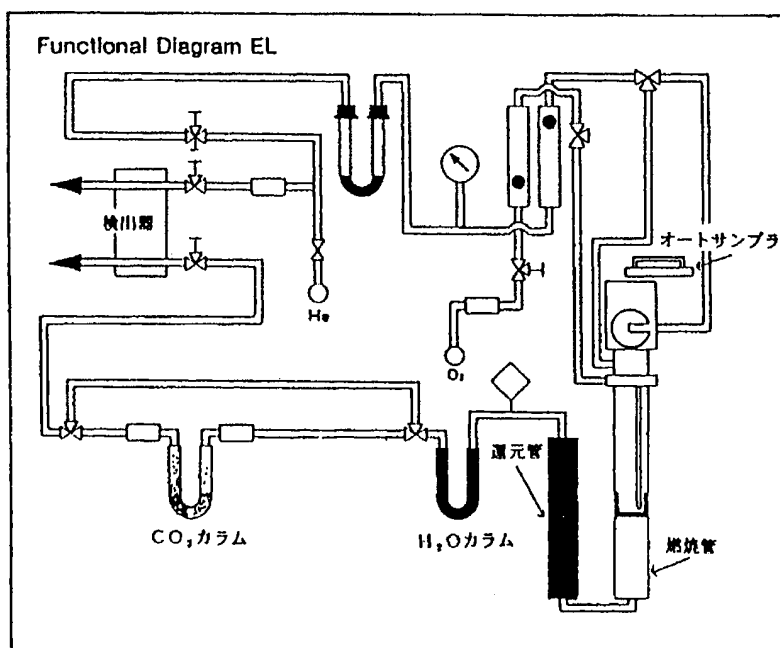 Functional Diagram EL
検出器
オートサンプラ
He
O₂
還元管
CO₂カラム
H₂Oカラム
燃焼管